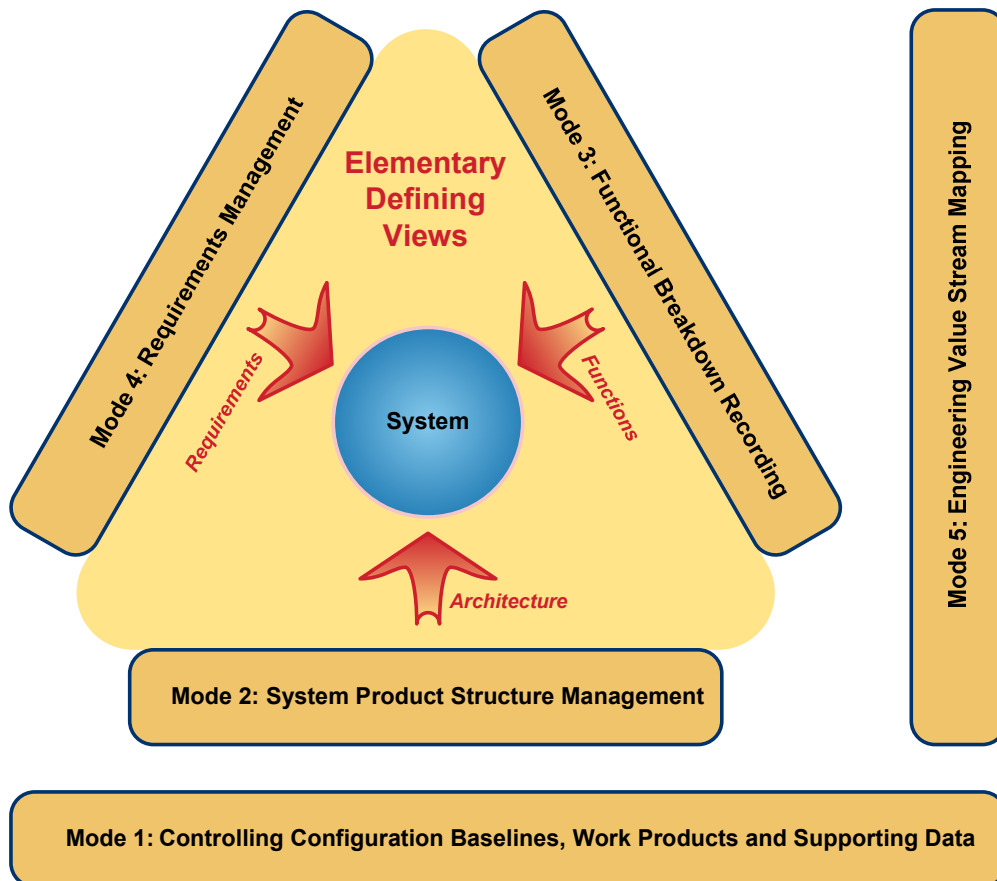 Elementary
Defining
Views
Mode 4: Requirements Management
Mode 3: Functional Breakdown Recording
Mode 5: Engineering Value Stream Mapping
Requirements
Functions
System
Architecture
Mode 2: System Product Structure Management
Mode 1: Controlling Configuration Baselines, Work Products and Supporting Data